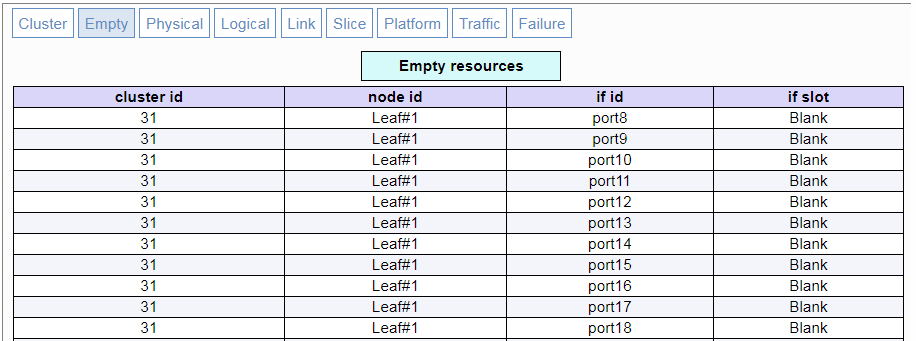 Cluster Empty Physical Logical Link Slice Platform Traffic Failure
Empty resources
cluster id node id if id if slot
31 Leaf#1 port8 Blank
31 Leaf#1 port9 Blank
31 Leaf#1 port10 Blank
31 Leaf#1 port11 Blank
31 Leaf#1 port12 Blank
31 Leaf#1 port13 Blank
31 Leaf#1 port14 Blank
31 Leaf#1 port15 Blank
31 Leaf#1 port16 Blank
31 Leaf#1 port17 Blank
31 Leaf#1 port18 Blank